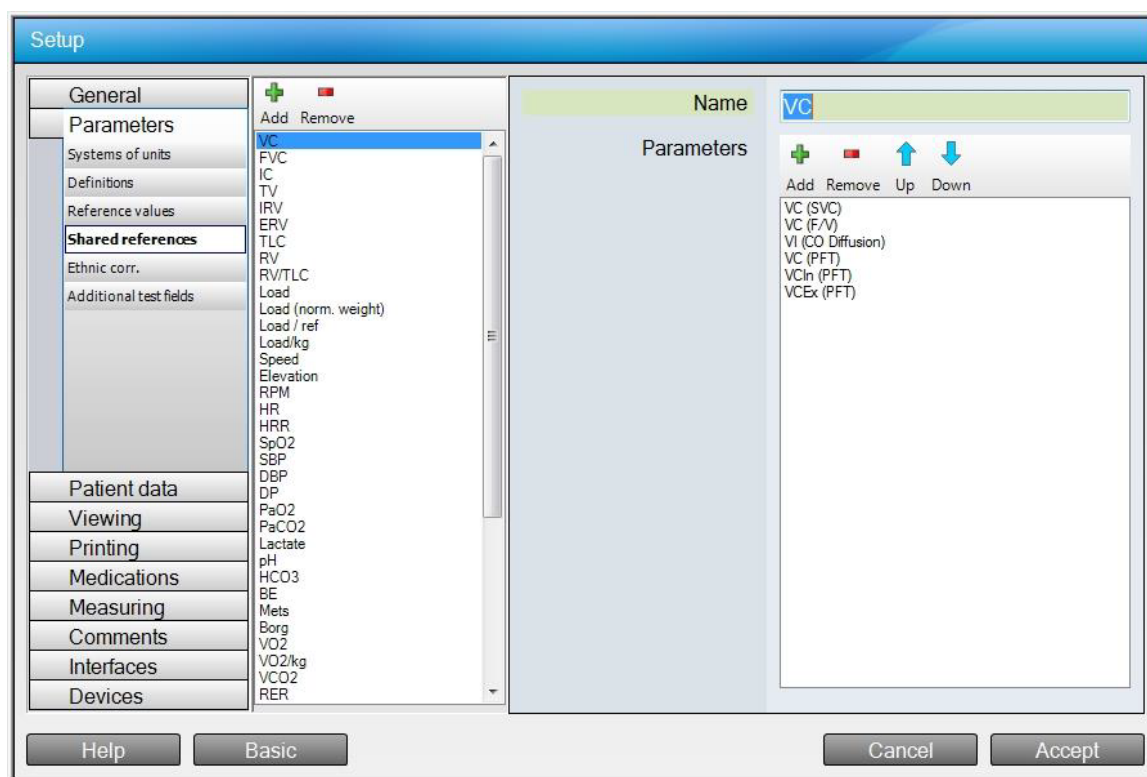 Setup
General
Parameters
Systems of units
Definitions
Reference values
Shared references
Ethnic corr.
Additional test fields
Patient data
Viewing
Printing
Medications
Measuring
Comments
Interfaces
Devices
Add Remove
VC
FVC
IC
TV
IRV
ERV
TLC
RV
RV/TLC
Load
Load (norm. weight)
Load / ref
Load/kg
Speed
Elevation
RPM
HR
HRR
SpO2
SBP
DBP
DP
PaO2
PaCO2
Lactate
pH
HCO3
BE
Mets
Borg
VO2
VO2/kg
VCO2
RER
Name
VC
Parameters
Add Remove Up Down
VC (SVC)
VC (F/V)
VI (CO Diffusion)
VC (PFT)
VCIn (PFT)
VCEx (PFT)
Help
Basic
Cancel
Accept